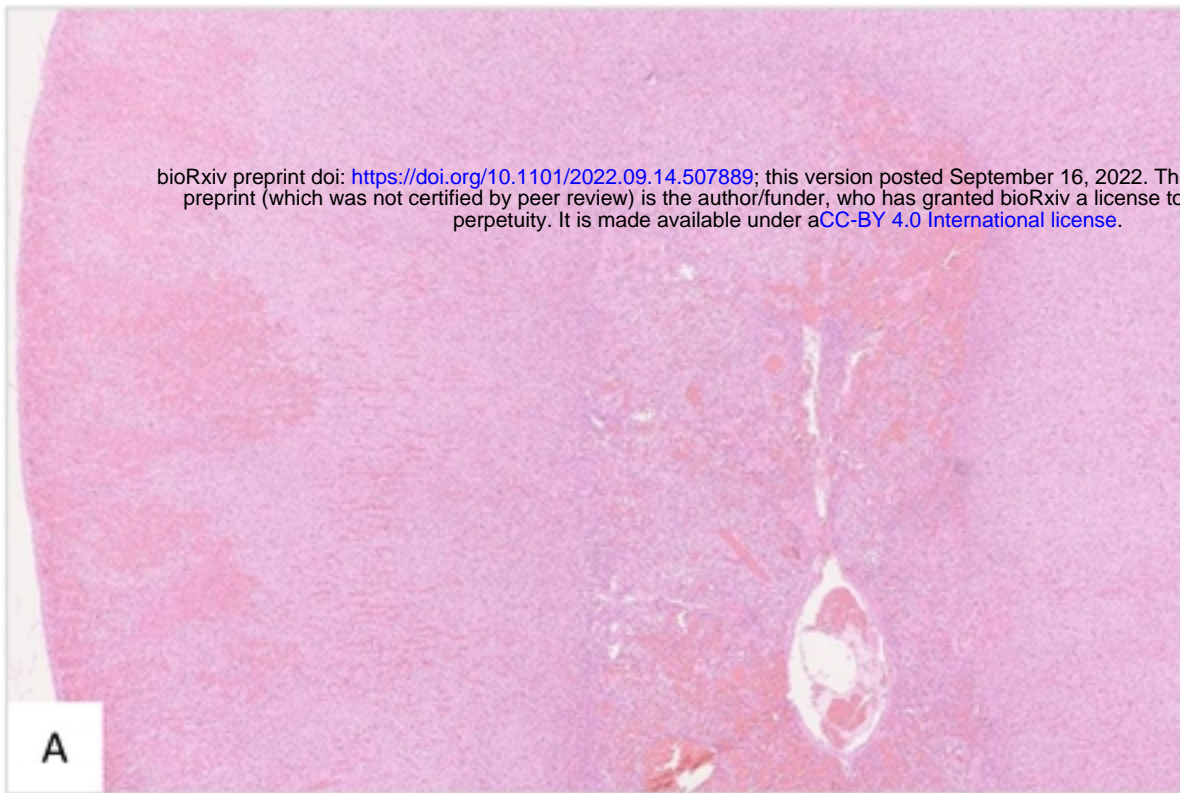 bioRxiv preprint doi: https://doi.org/10.1101/2022.09.14.507889; this version posted September 16, 2022. Th
preprint (which was not certified by peer review) is the author/funder, who has granted bioRxiv a license to
perpetuity. It is made available under aCC-BY 4.0 International license.
A